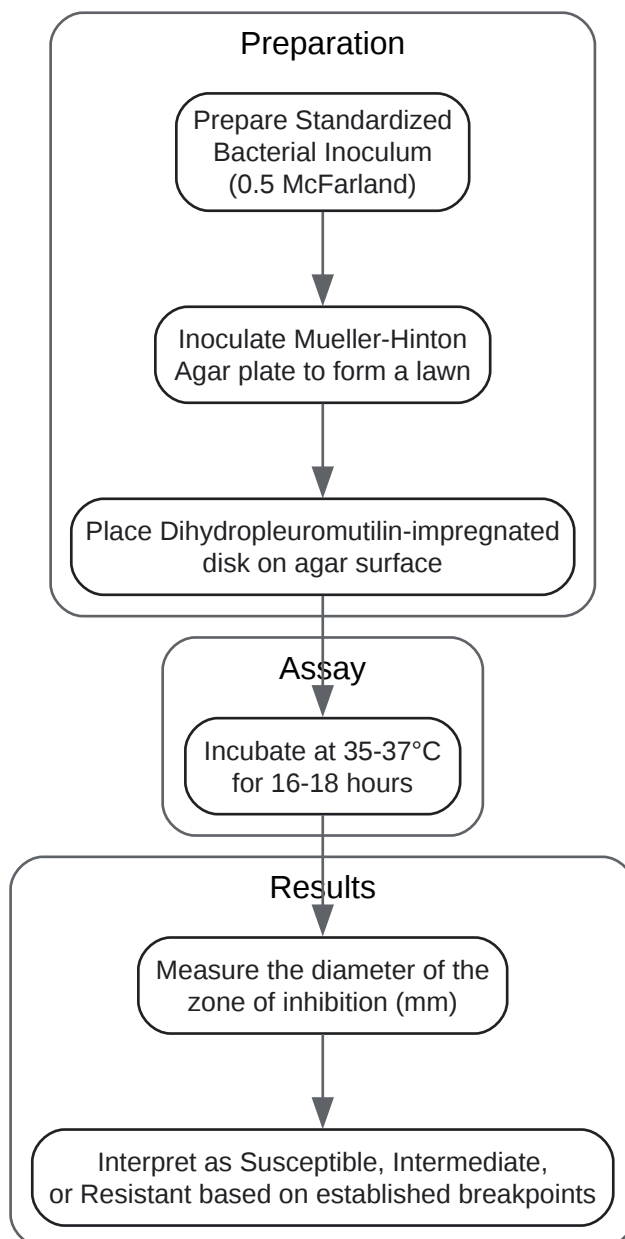 Preparation
Prepare Standardized
Bacterial Inoculum
(0.5 McFarland)
Inoculate Mueller-Hinton
Agar plate to form a lawn
Place Dihydropleuromutilin-impregnated
disk on agar surface
Assay
Incubate at 35-37°C
for 16-18 hours
Results
Measure the diameter of the
zone of inhibition (mm)
Interpret as Susceptible, Intermediate,
or Resistant based on established breakpoints